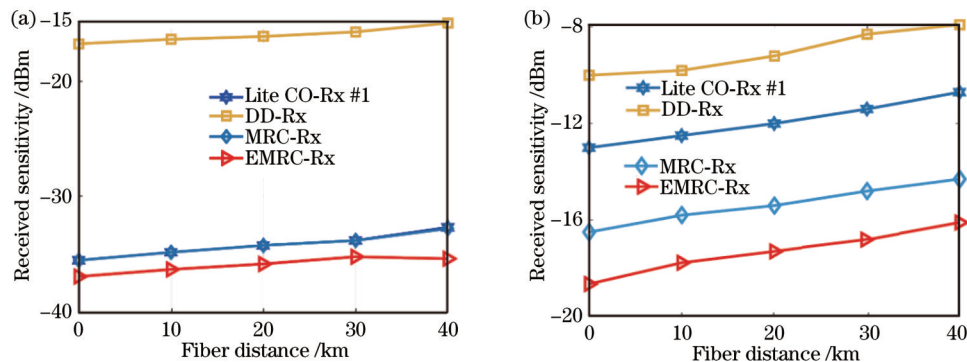 (a)
−15
−20
−30
−40
Received sensitivity /dBm
Lite CO-Rx #1
DD-Rx
MRC-Rx
EMRC-Rx
0 10 20 30 40
Fiber distance /km
(b)
−8
−12
−16
−20
Received sensitivity /dBm
Lite CO-Rx #1
DD-Rx
MRC-Rx
EMRC-Rx
0 10 20 30 40
Fiber distance /km